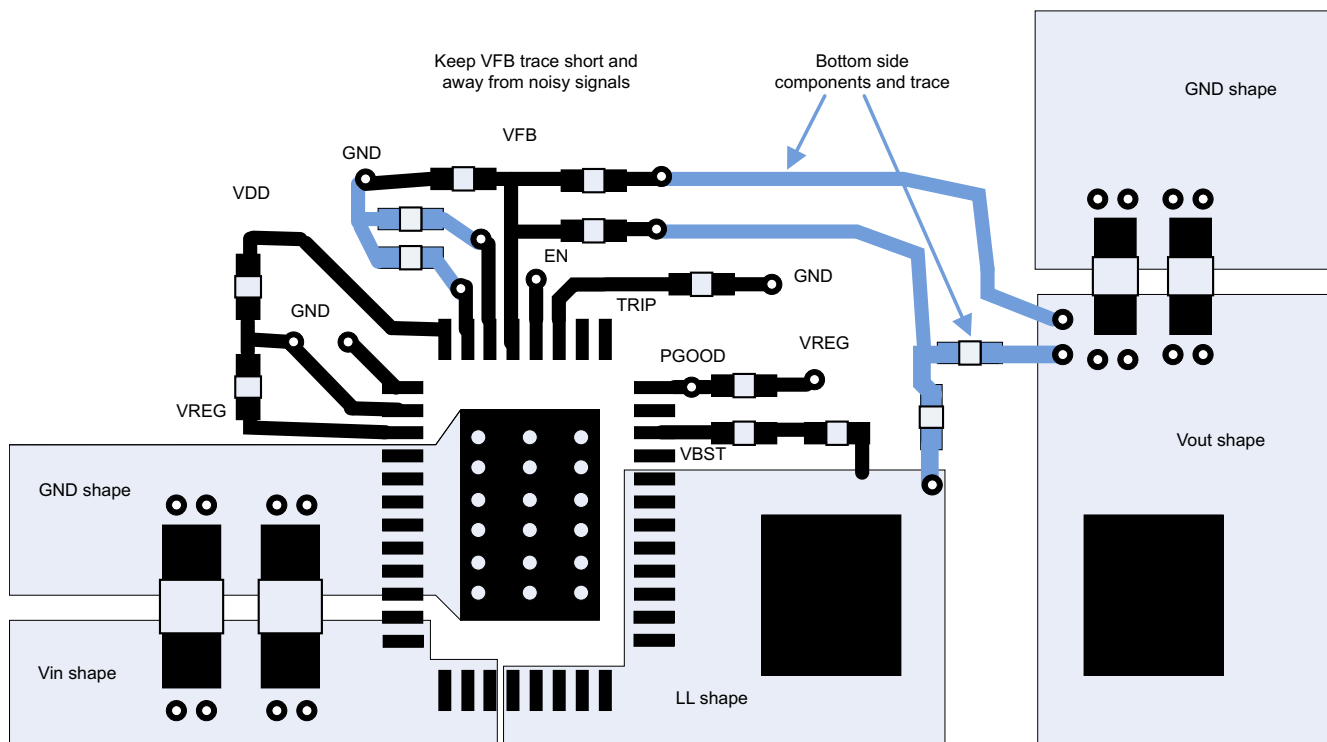 Keep VFB trace short and
away from noisy signals
Bottom side
components and trace
GND shape
VFB
GND
VDD
EN
GND
TRIP
GND
PGOOD
VREG
VREG
VBST
Vout shape
GND shape
Vin shape
LL shape